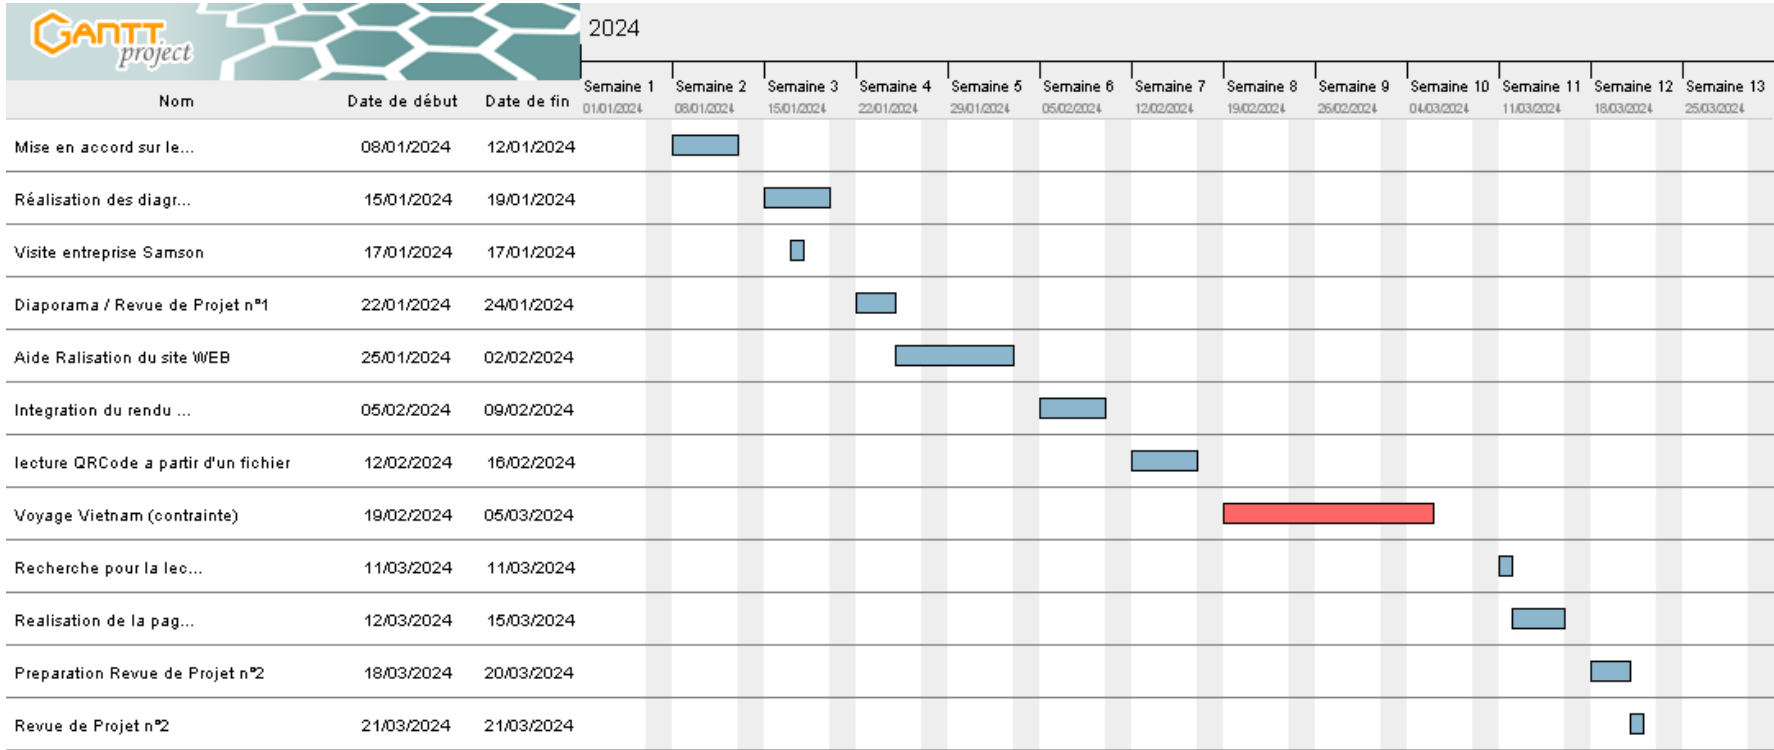 GANTT
project
2024
Semaine 1 Semaine 2 Semaine 3 Semaine 4 Semaine 5 Semaine 6 Semaine 7 Semaine 8 Semaine 9 Semaine 10 Semaine 11 Semaine 12 Semaine 13
Nom Date de début Date de fin
01/01/2024 08/01/2024 15/01/2024 22/01/2024 29/01/2024 05/02/2024 12/02/2024 19/02/2024 26/02/2024 04/03/2024 11/03/2024 18/03/2024 25/03/2024
Mise en accord sur le... 08/01/2024 12/01/2024
Réalisation des diagr... 15/01/2024 19/01/2024
Visite entreprise Samson 17/01/2024 17/01/2024
Diaporama / Revue de Projet n°1 22/01/2024 24/01/2024
Aide Ralisation du site WEB 25/01/2024 02/02/2024
Integration du rendu ... 05/02/2024 09/02/2024
lecture QRCode a partir d'un fichier 12/02/2024 16/02/2024
Voyage Vietnam (contrainte) 19/02/2024 05/03/2024
Recherche pour la lec... 11/03/2024 11/03/2024
Realisation de la pag... 12/03/2024 15/03/2024
Preparation Revue de Projet n°2 18/03/2024 20/03/2024
Revue de Projet n°2 21/03/2024 21/03/2024